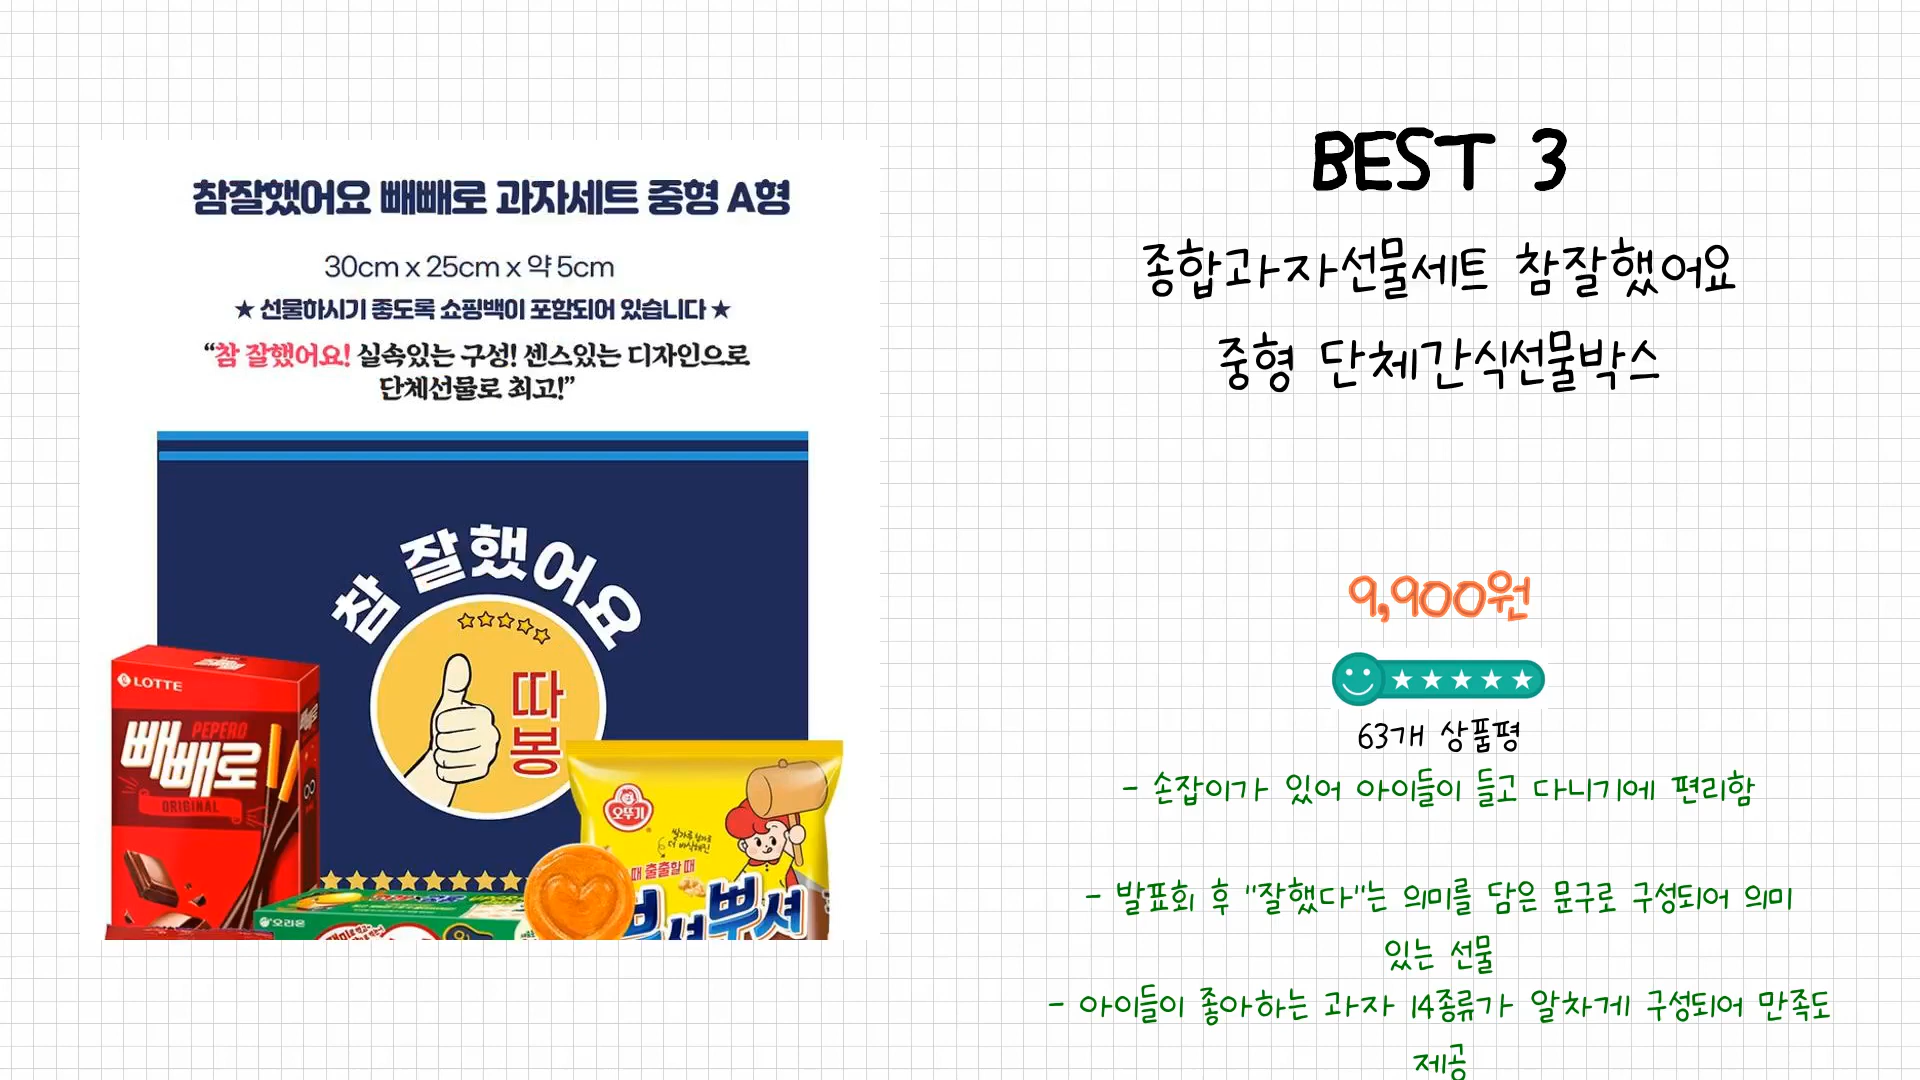 참잘했어요 빼빼로 과자세트 중형 A형
30cm x 25cm x 약 5cm
★ 선물하시기 좋도록 쇼핑백이 포함되어 있습니다 ★
“참 잘했어요! 실속있는 구성! 센스있는 디자인으로
단체선물로 최고!”
참 잘했어요
따
봉
LOTTE
PEPERO
빼빼로
ORIGINAL
오리온
오뚜기
출출할 때
뿌셔
BEST 3
종합과자선물세트 참잘했어요
중형 단체간식선물박스
9,900원
63개 상품평
- 손잡이가 있어 아이들이 들고 다니기에 편리함
- 발표회 후 "잘했다"는 의미를 담은 문구로 구성되어 의미
있는 선물
- 아이들이 좋아하는 과자 14종류가 알차게 구성되어 만족도
제공